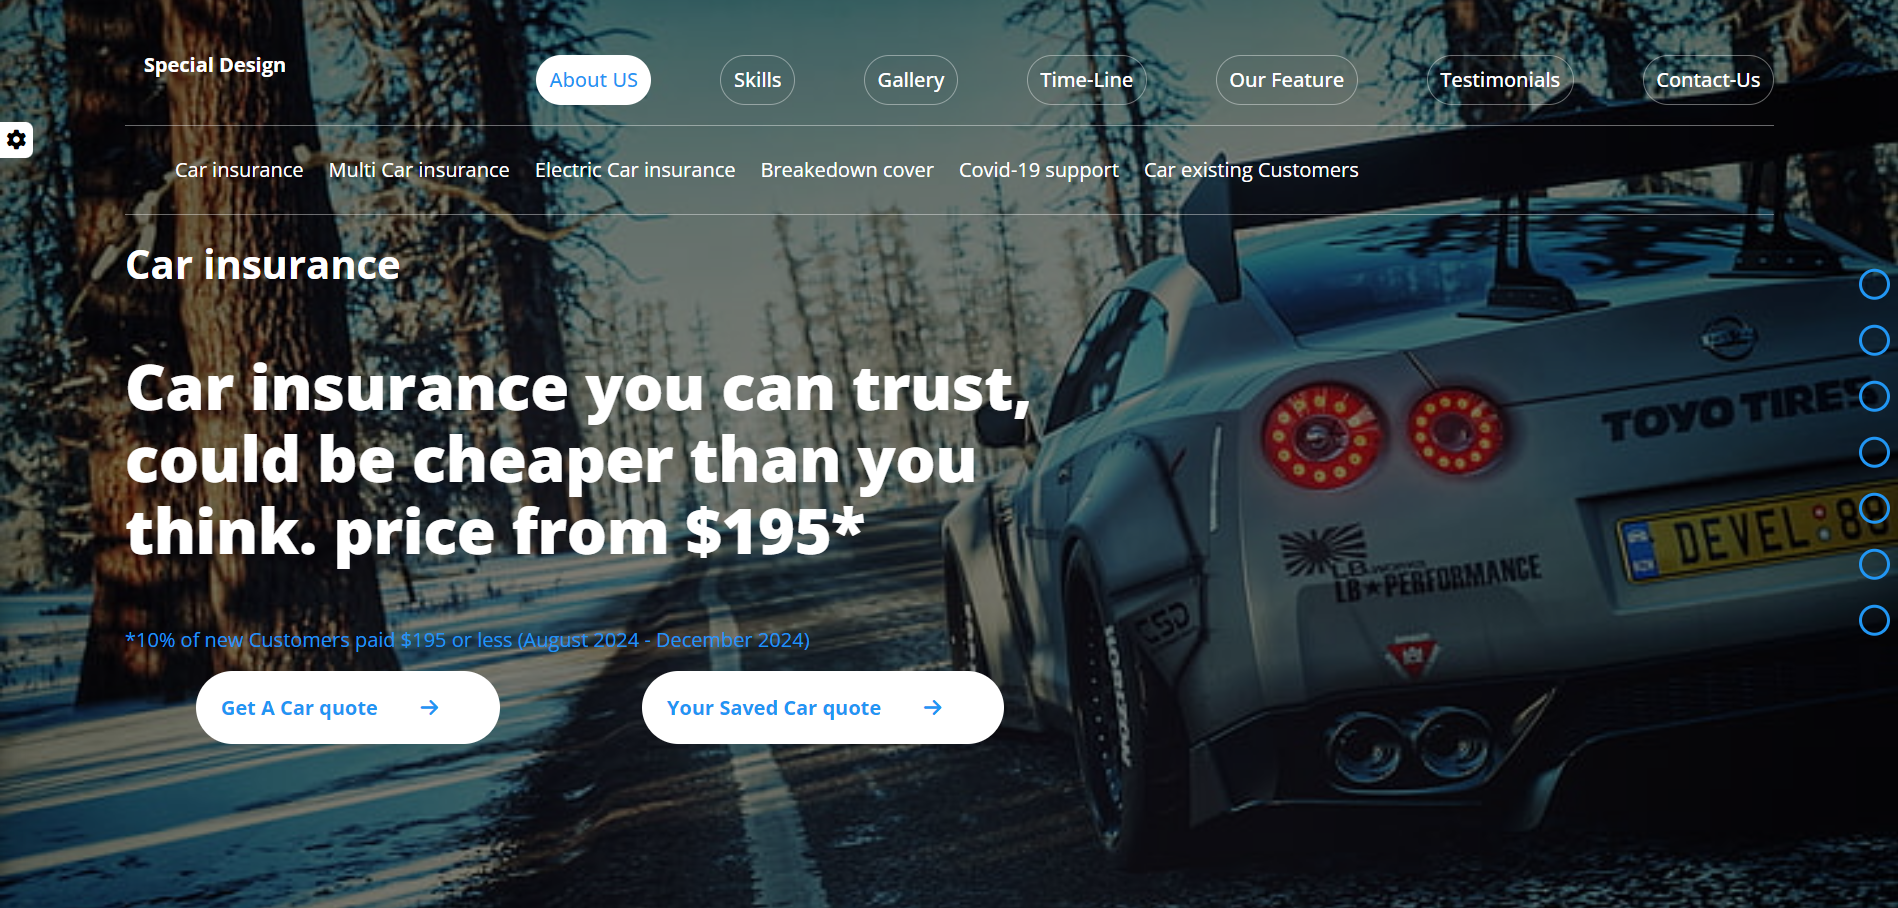 Special Design
About US
Skills
Gallery
Time-Line
Our Feature
Testimonials
Contact-Us
Car insurance
Multi Car insurance
Electric Car insurance
Breakedown cover
Covid-19 support
Car existing Customers
Car insurance
Car insurance you can trust,
could be cheaper than you
think. price from $195*
TOYO TIRES
DEVEL
LB WORKS
LB★PERFORMANCE
*10% of new Customers paid $195 or less (August 2024 - December 2024)
Get A Car quote
Your Saved Car quote